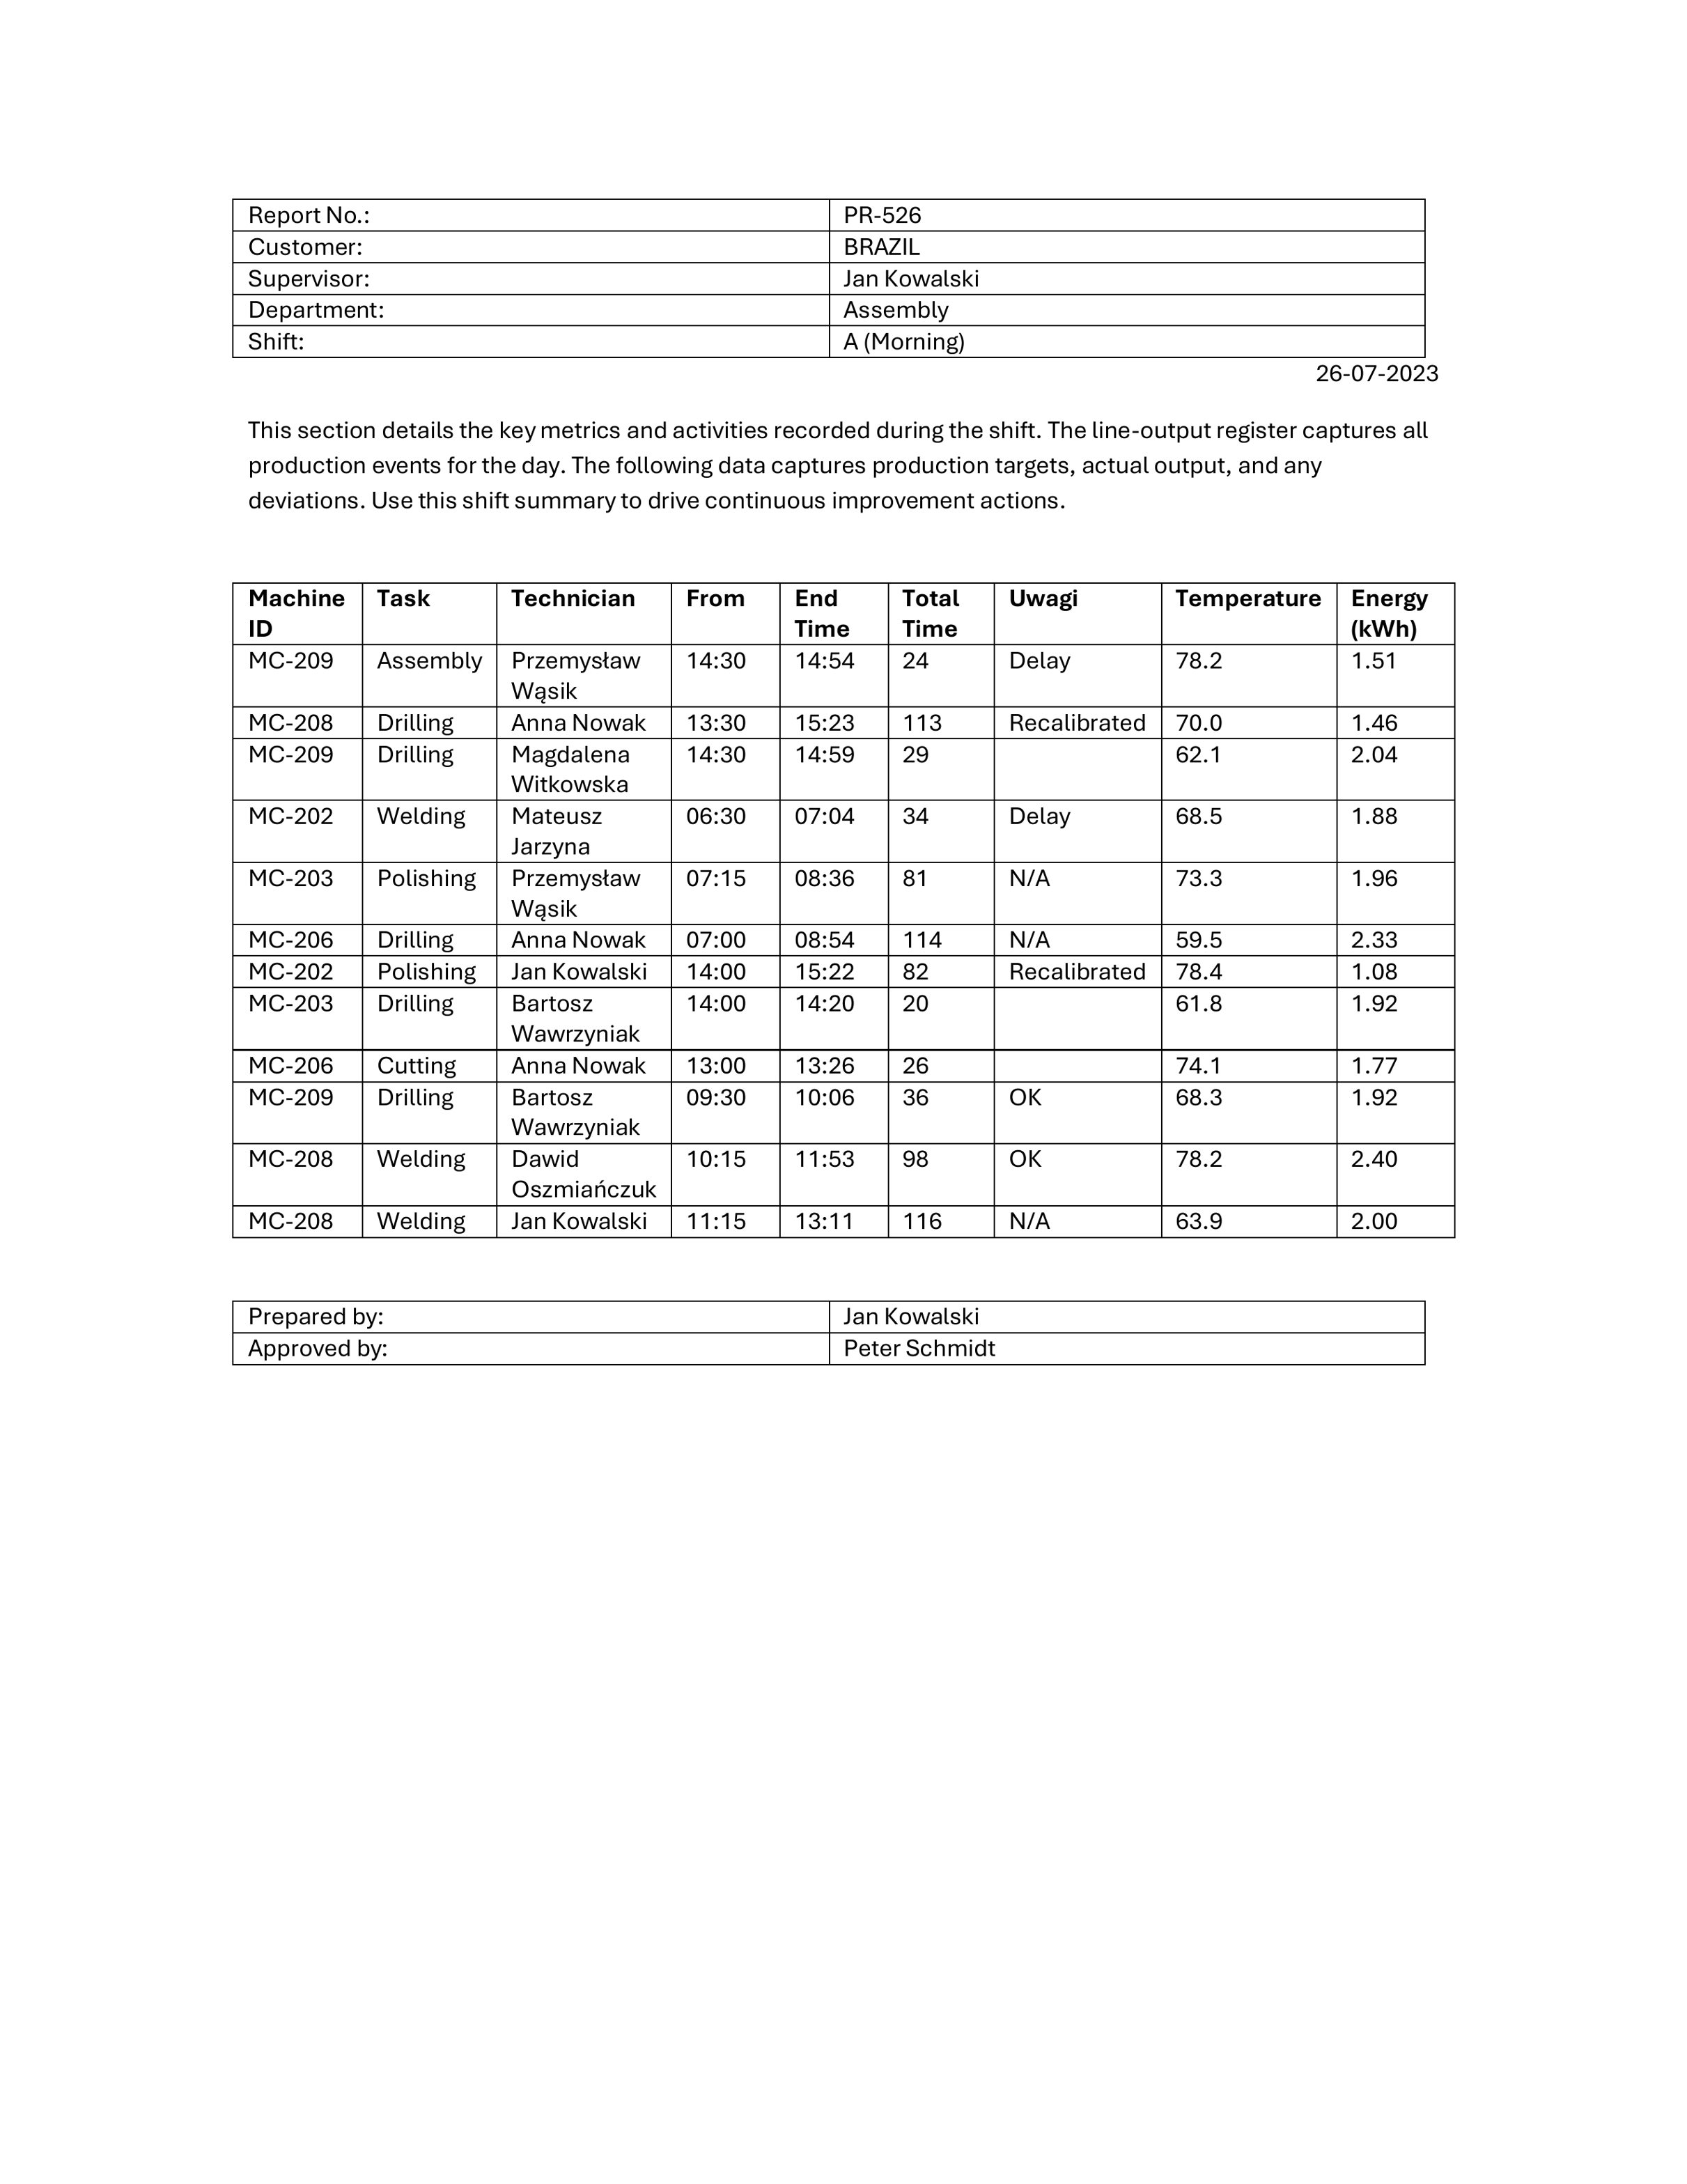 Report No.: PR-526
Customer: BRAZIL
Supervisor: Jan Kowalski
Department: Assembly
Shift: A (Morning)
26-07-2023
This section details the key metrics and activities recorded during the shift. The line-output register captures all
production events for the day. The following data captures production targets, actual output, and any
deviations. Use this shift summary to drive continuous improvement actions.
Machine ID Task Technician From End Time Total Time Uwagi Temperature Energy (kWh)
MC-209 Assembly Przemysław Wąsik 14:30 14:54 24 Delay 78.2 1.51
MC-208 Drilling Anna Nowak 13:30 15:23 113 Recalibrated 70.0 1.46
MC-209 Drilling Magdalena Witkowska 14:30 14:59 29 62.1 2.04
MC-202 Welding Mateusz Jarzyna 06:30 07:04 34 Delay 68.5 1.88
MC-203 Polishing Przemysław Wąsik 07:15 08:36 81 N/A 73.3 1.96
MC-206 Drilling Anna Nowak 07:00 08:54 114 N/A 59.5 2.33
MC-202 Polishing Jan Kowalski 14:00 15:22 82 Recalibrated 78.4 1.08
MC-203 Drilling Bartosz Wawrzyniak 14:00 14:20 20 61.8 1.92
MC-206 Cutting Anna Nowak 13:00 13:26 26 74.1 1.77
MC-209 Drilling Bartosz Wawrzyniak 09:30 10:06 36 OK 68.3 1.92
MC-208 Welding Dawid Oszmiańczuk 10:15 11:53 98 OK 78.2 2.40
MC-208 Welding Jan Kowalski 11:15 13:11 116 N/A 63.9 2.00
Prepared by: Jan Kowalski
Approved by: Peter Schmidt